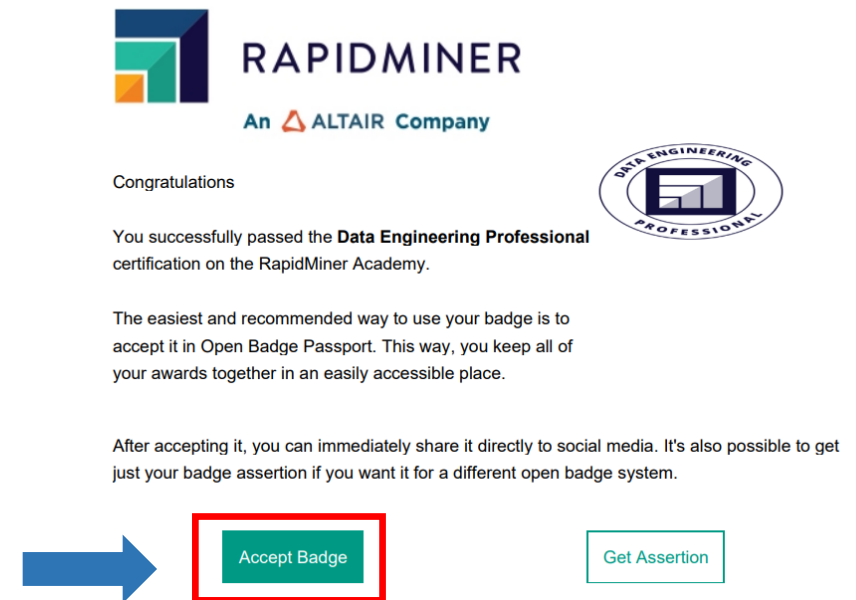 RAPIDMINER
An ALTAIR Company
DATA ENGINEERING
PROFESSIONAL
Congratulations
You successfully passed the Data Engineering Professional
certification on the RapidMiner Academy.
The easiest and recommended way to use your badge is to
accept it in Open Badge Passport. This way, you keep all of
your awards together in an easily accessible place.
After accepting it, you can immediately share it directly to social media. It's also possible to get
just your badge assertion if you want it for a different open badge system.
Accept Badge
Get Assertion